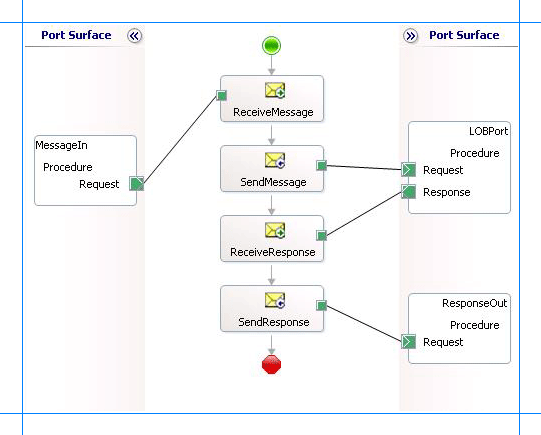 Port Surface
Port Surface
ReceiveMessage
MessageIn
Procedure
Request
SendMessage
LOBPort
Procedure
Request
Response
ReceiveResponse
SendResponse
ResponseOut
Procedure
Request